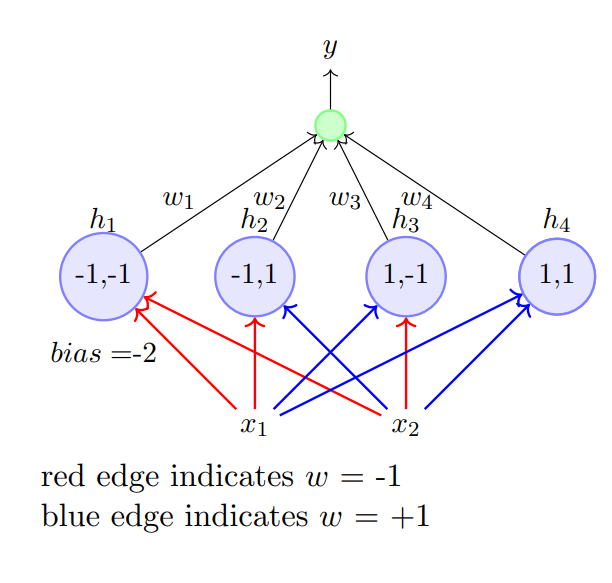 y
w₁ w₂ w₃ w₄
h₁ h₂ h₃ h₄
-1,-1 -1,1 1,-1 1,1
bias =-2
x₁ x₂
red edge indicates w = -1
blue edge indicates w = +1